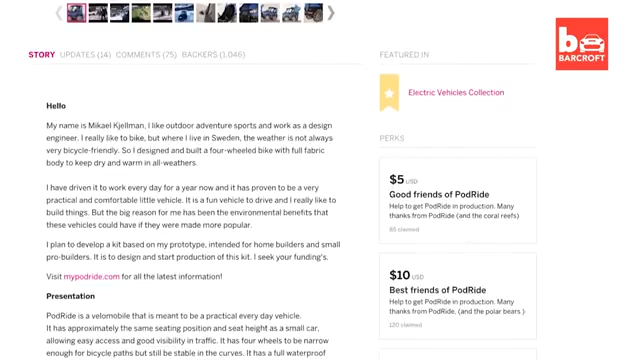 STORY UPDATES (14) COMMENTS (75) BACKERS (1,046)
Hello
My name is Mikael Kjellman, I like outdoor adventure sports and work as a design
engineer. I really like to bike, but where I live in Sweden, the weather is not always
very bicycle-friendly. So I designed and built a four-wheeled bike with full fabric
body to keep dry and warm in all-weathers.
I have driven it to work every day for a year now and it has proven to be a very
practical and comfortable little vehicle. It is a fun vehicle to drive and I really like to
build things. But the big reason for me has been the environmental benefits that
these vehicles could have if they were made more popular.
I plan to develop a kit based on my prototype, intended for home builders and small
pro-builders. It is to design and start production of this kit. I seek your funding's.
Visit mypodride.com for all the latest information!
Presentation
PodRide is a velomobile that is meant to be a practical every day vehicle.
It has approximately the same seating position and seat height as a small car,
allowing easy access and good visibility in traffic. It has four wheels to be narrow
enough for bicycle paths but still be stable in the curves. It has a full waterproof
FEATURED IN
Electric Vehicles Collection
PERKS
$5 USD
Good friends of PodRide
Help to get PodRide in production. Many
thanks from PodRide (and the coral reefs)
83 claimed
$10 USD
Best friends of PodRide
Help to get PodRide in production. Many
thanks from PodRide. (and the polar bears )
120 claimed
b
BARCROFT